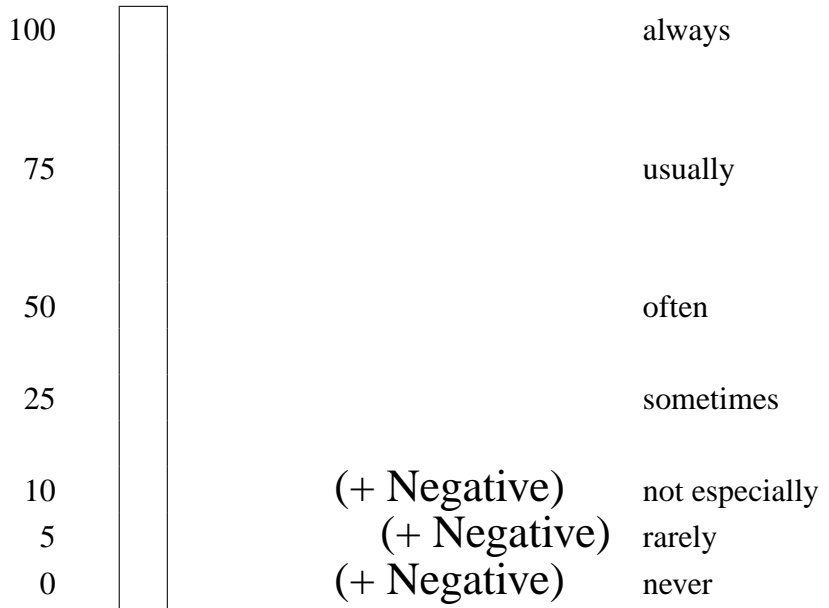 100 always
75 usually
50 often
25 sometimes
10 (+ Negative) not especially
5 (+ Negative) rarely
0 (+ Negative) never